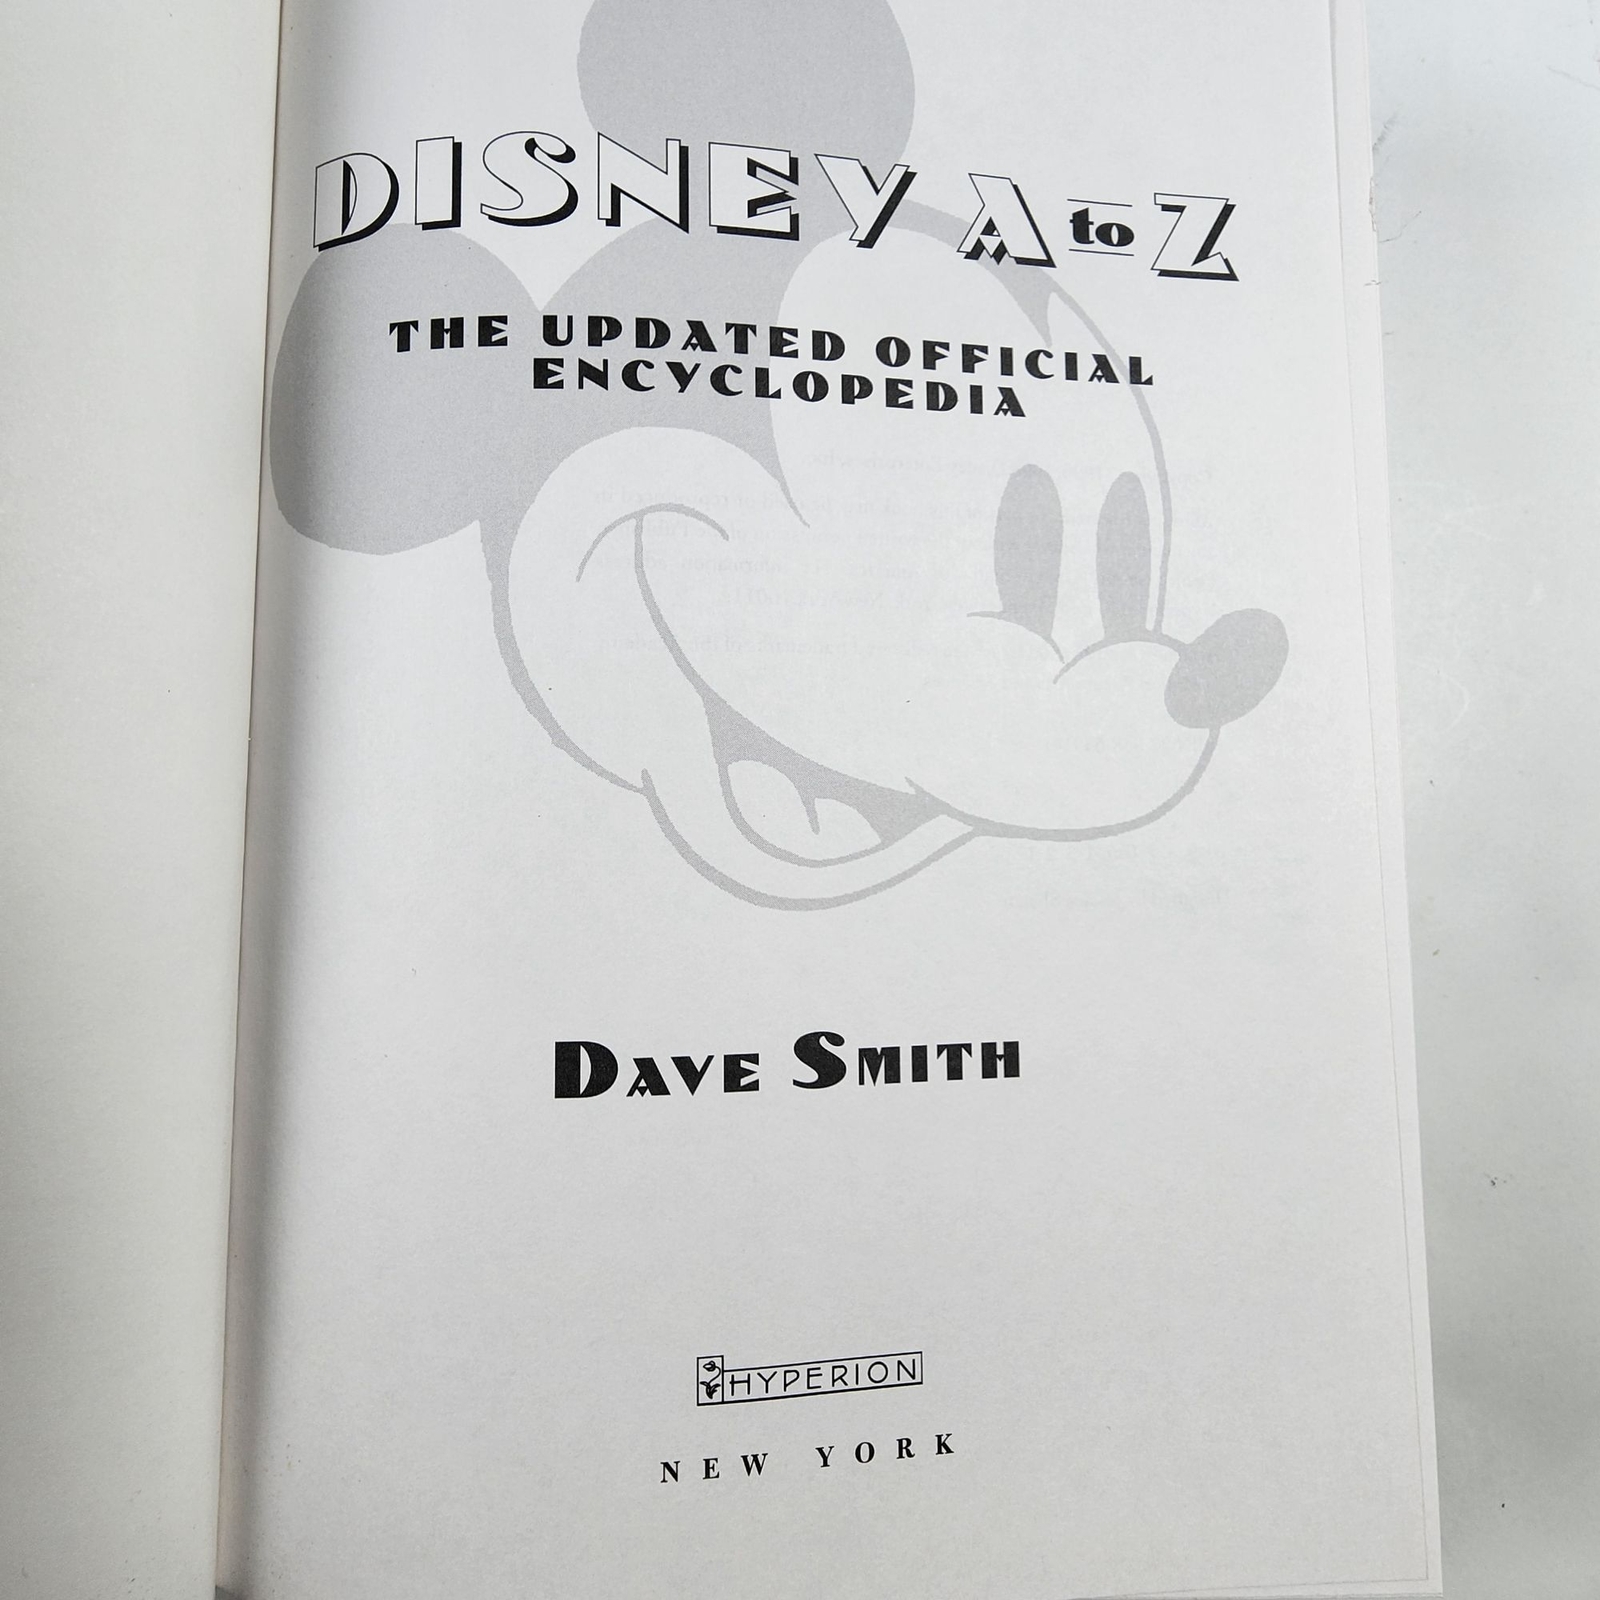 DISNEY A to Z
THE UPDATED OFFICIAL
ENCYCLOPEDIA
DAVE SMITH
HYPERION
NEW YORK